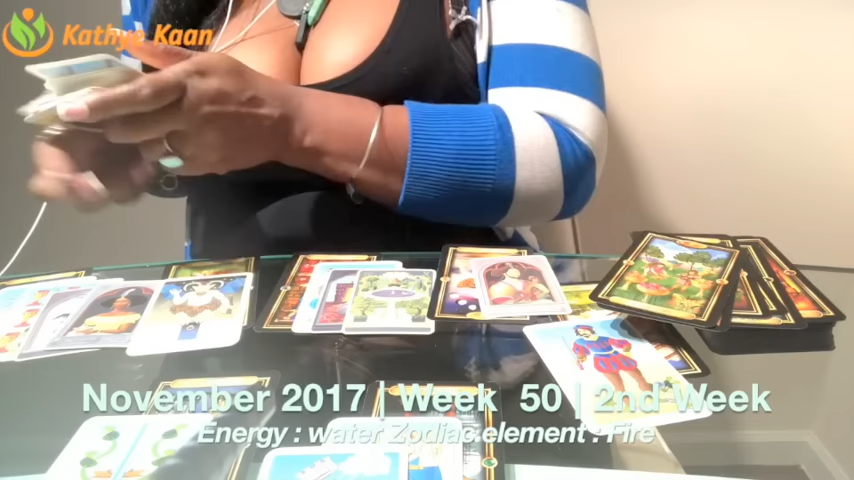 Kathye Kaan
November 2017 | Week 50 | 2nd Week
Energy : water Zodiac element : Fire